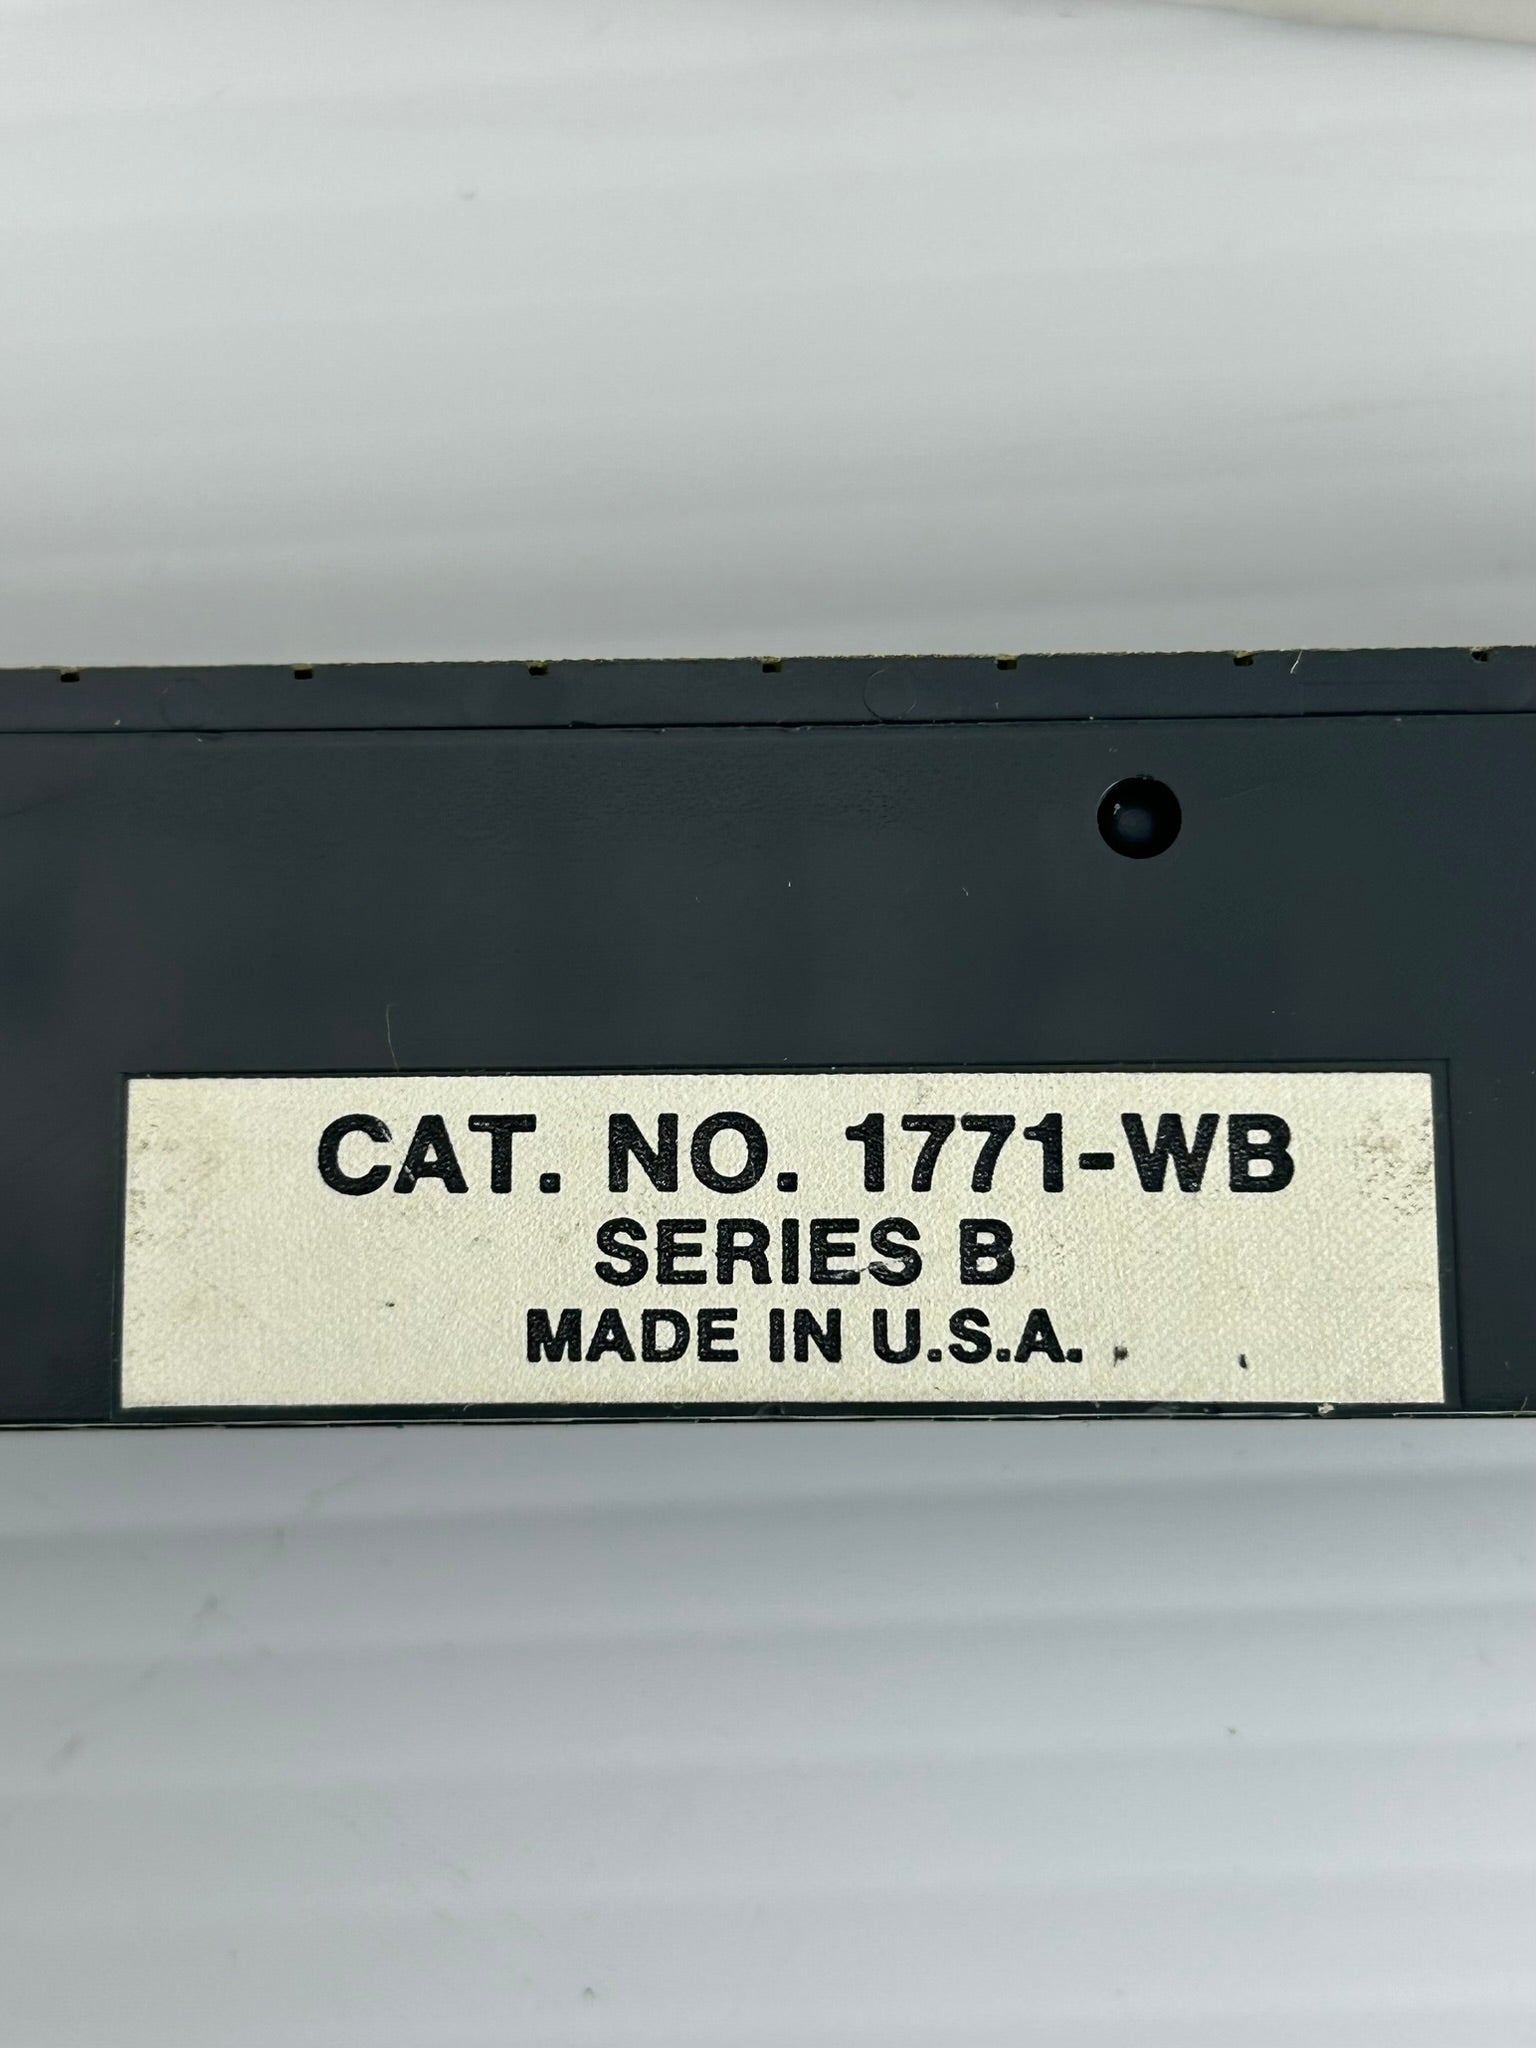 CAT. NO. 1771-WB
SERIES B
MADE IN U.S.A.